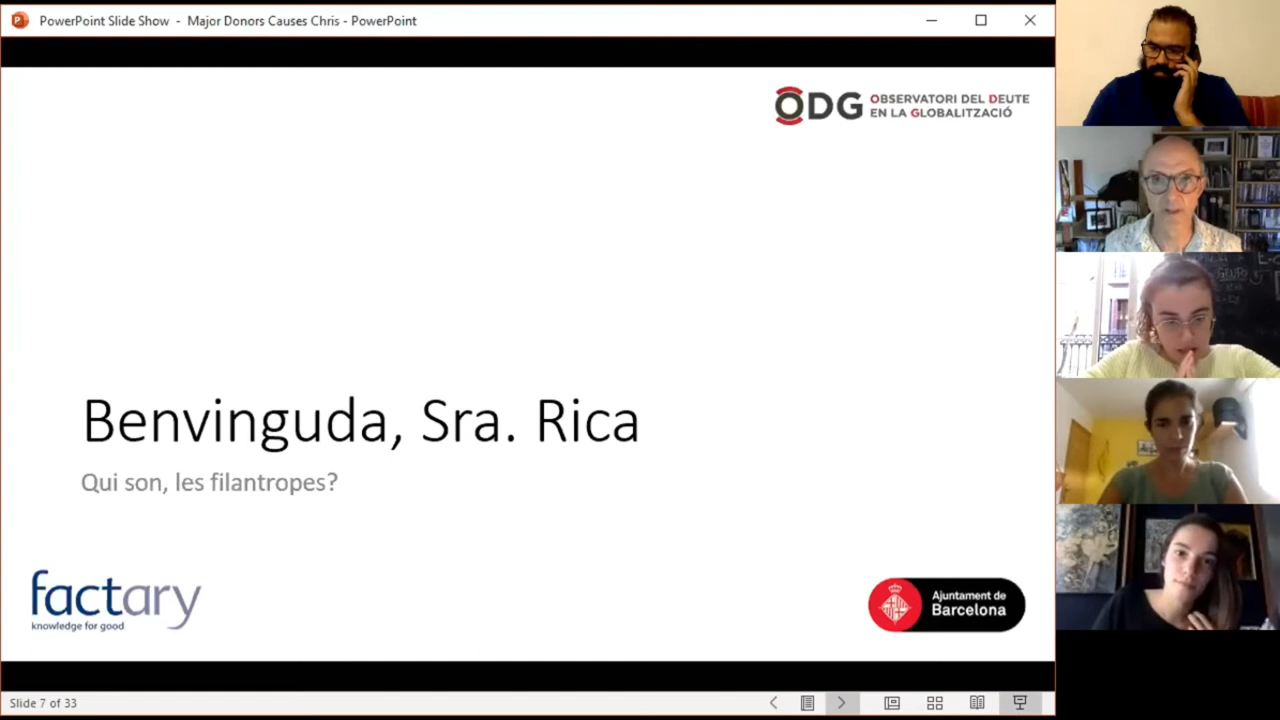 PowerPoint Slide Show - Major Donors Causes Chris - PowerPoint
ODG OBSERVATORI DEL DEUTE
EN LA GLOBALITZACIÓ
Benvinguda, Sra. Rica
Qui son, les filantropes?
factary
knowledge for good
Ajuntament de
Barcelona
Slide 7 of 33